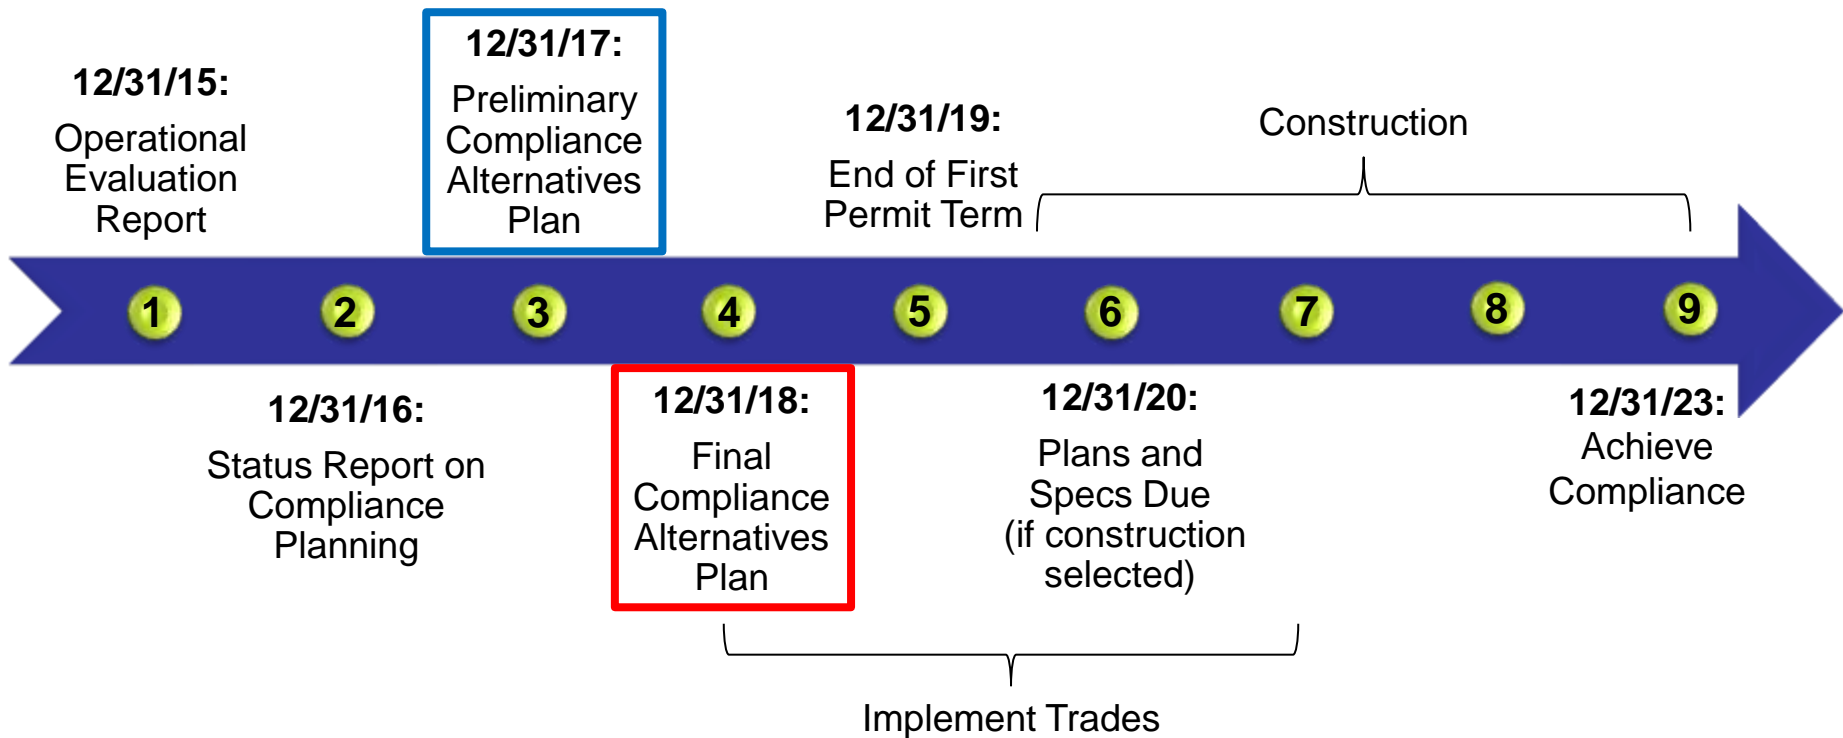 12/31/15:
Operational
Evaluation
Report
12/31/17:
Preliminary
Compliance
Alternatives
Plan
12/31/19:
End of First
Permit Term
Construction
1
2
3
4
5
6
7
8
9
12/31/16:
Status Report on
Compliance
Planning
12/31/18:
Final
Compliance
Alternatives
Plan
12/31/20:
Plans and
Specs Due
(if construction
selected)
12/31/23:
Achieve
Compliance
Implement Trades